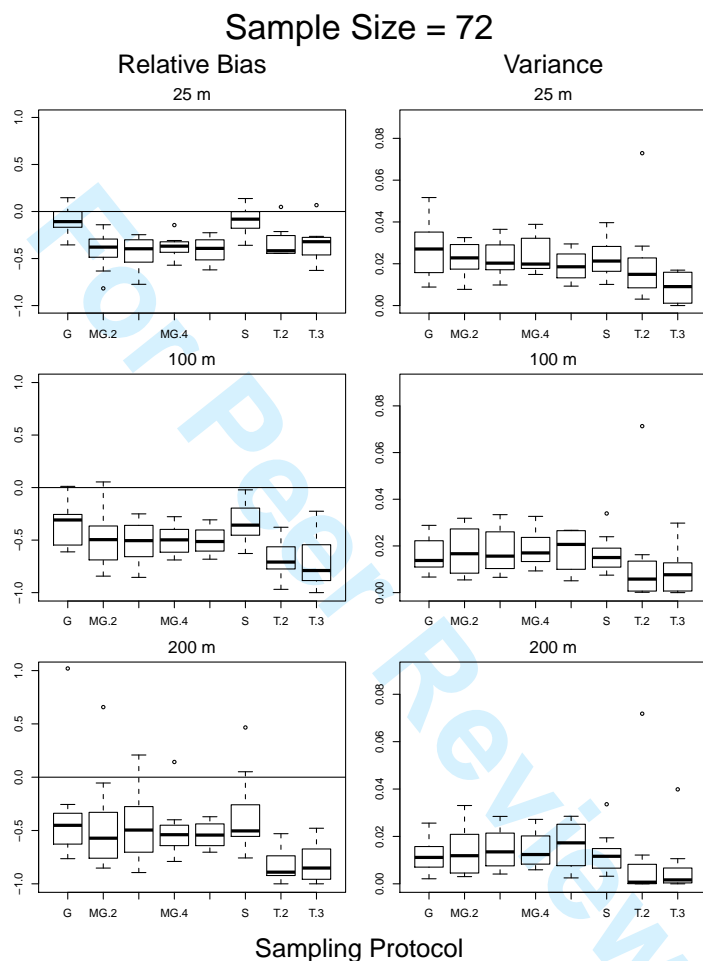 Sample Size = 72
Relative Bias Variance
25 m 25 m
1.0 0.5 0.0 −0.5 −1.0 0.08 0.06 0.04 0.02 0.00
G MG.2 MG.4 S T.2 T.3 G MG.2 MG.4 S T.2 T.3
100 m 100 m
1.0 0.5 0.0 −0.5 −1.0 0.08 0.06 0.04 0.02 0.00
G MG.2 MG.4 S T.2 T.3 G MG.2 MG.4 S T.2 T.3
200 m 200 m
1.0 0.5 0.0 −0.5 −1.0 0.08 0.06 0.04 0.02 0.00
G MG.2 MG.4 S T.2 T.3 G MG.2 MG.4 S T.2 T.3
Sampling Protocol
For Peer Review